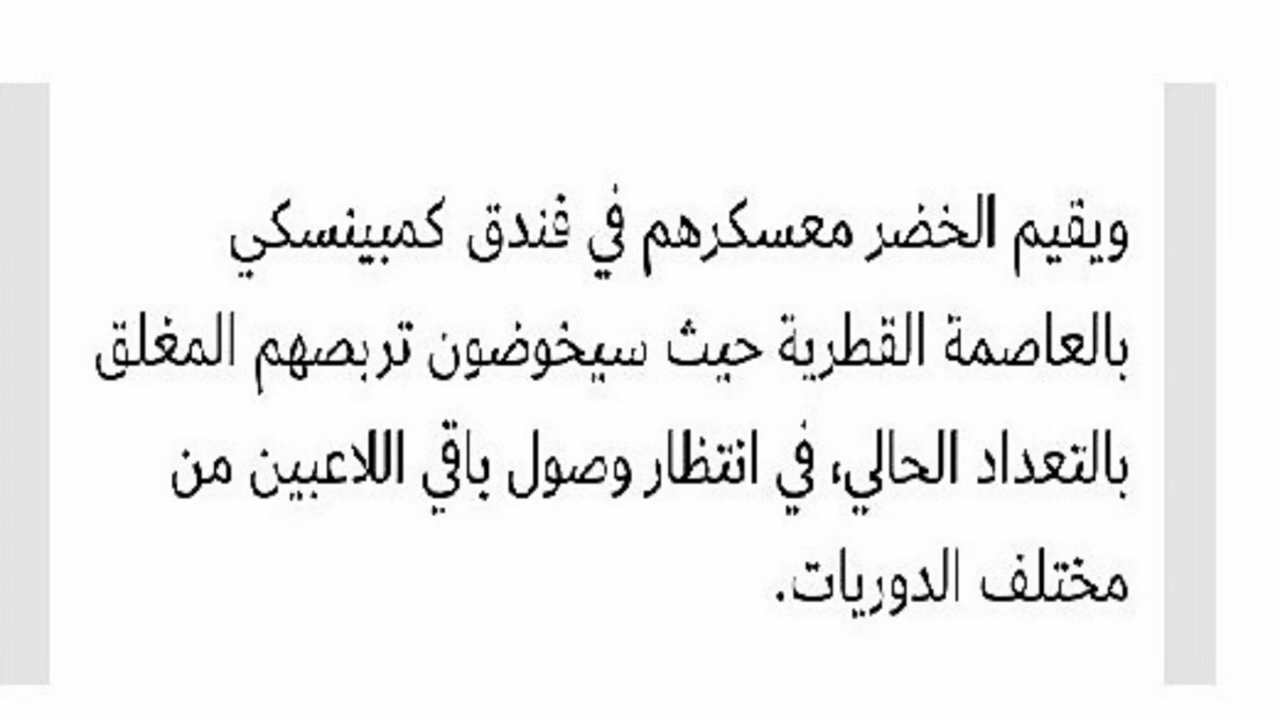 ويقيم الخضر معسكرهم في فندق كمبينسكي
بالعاصمة القطرية حيث سيخوضون تربصهم المغلق
بالتعداد الحالي، في انتظار وصول باقي اللاعبين من
مختلف الدوريات.